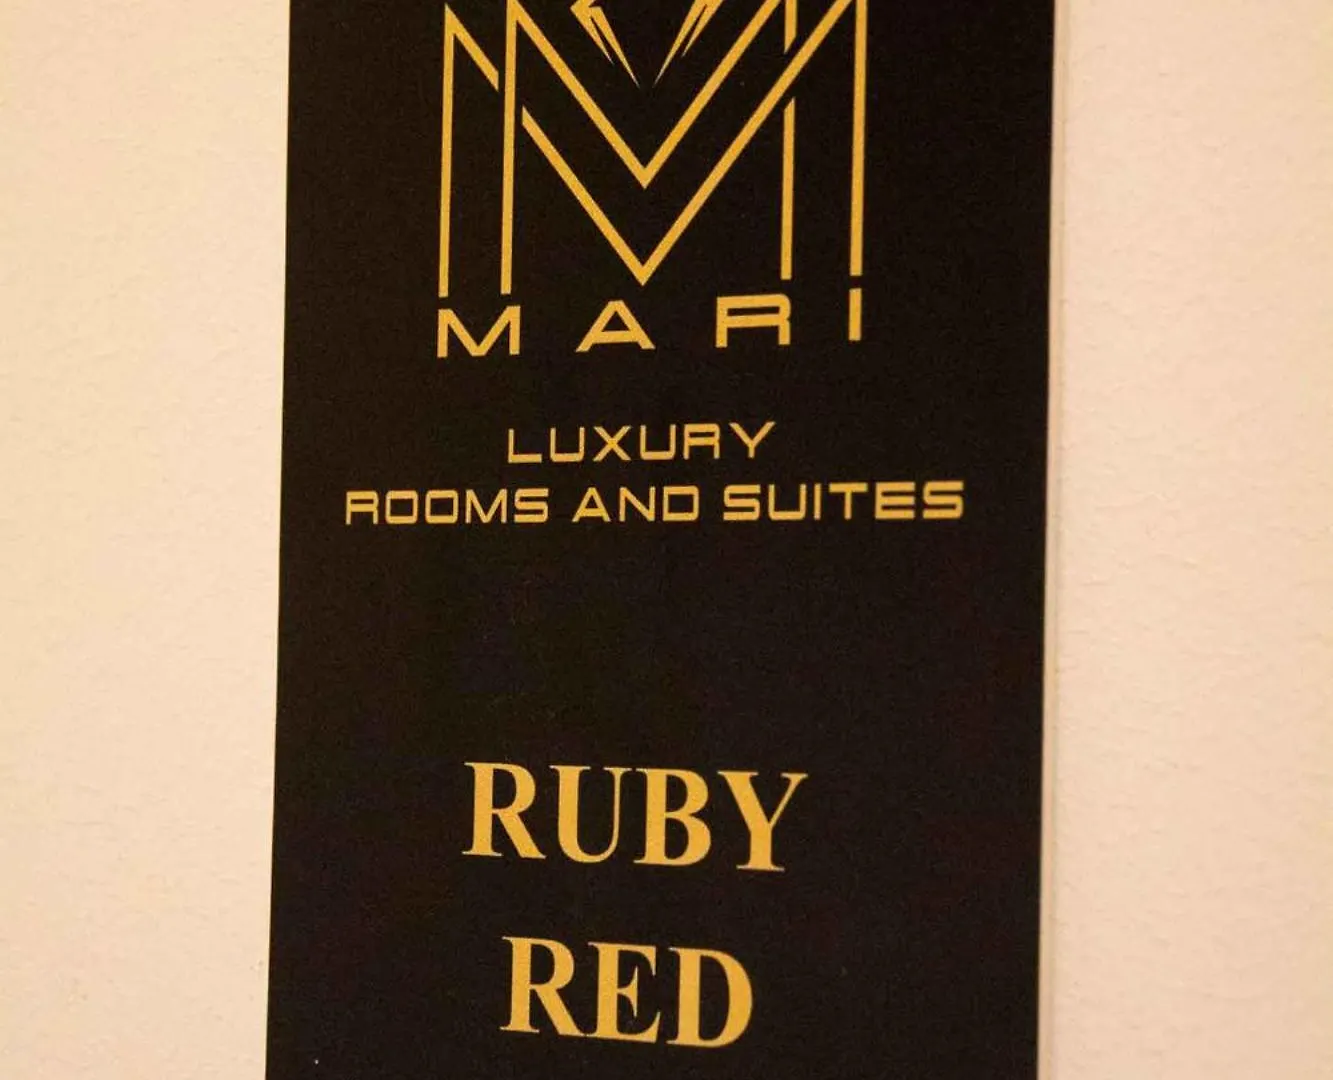 MARI
LUXURY
ROOMS AND SUITES
RUBY
RED